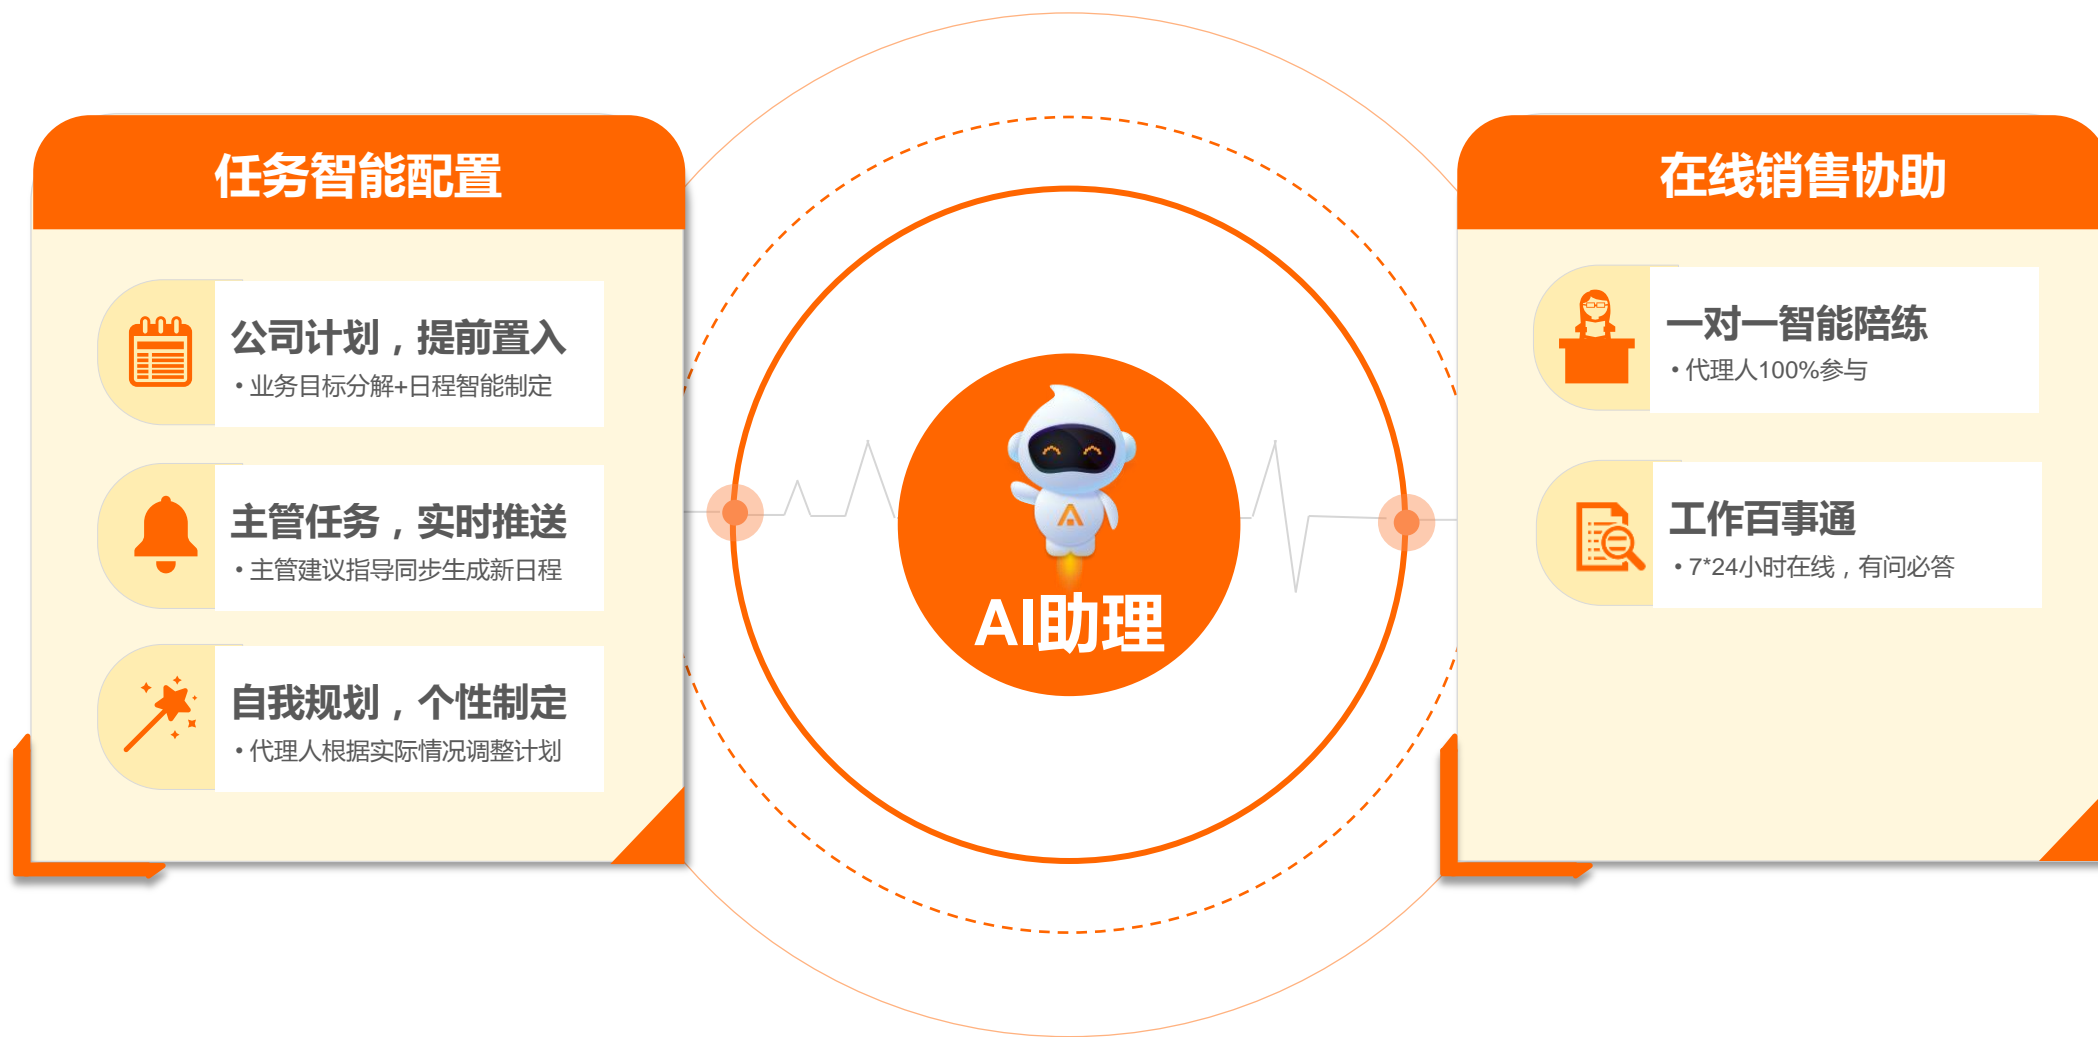 任务智能配置
公司计划，提前置入
•业务目标分解+日程智能制定
主管任务，实时推送
•主管建议指导同步生成新日程
自我规划，个性制定
•代理人根据实际情况调整计划
AI助理
在线销售协助
一对一智能陪练
•代理人100%参与
工作百事通
•7*24小时在线，有问必答